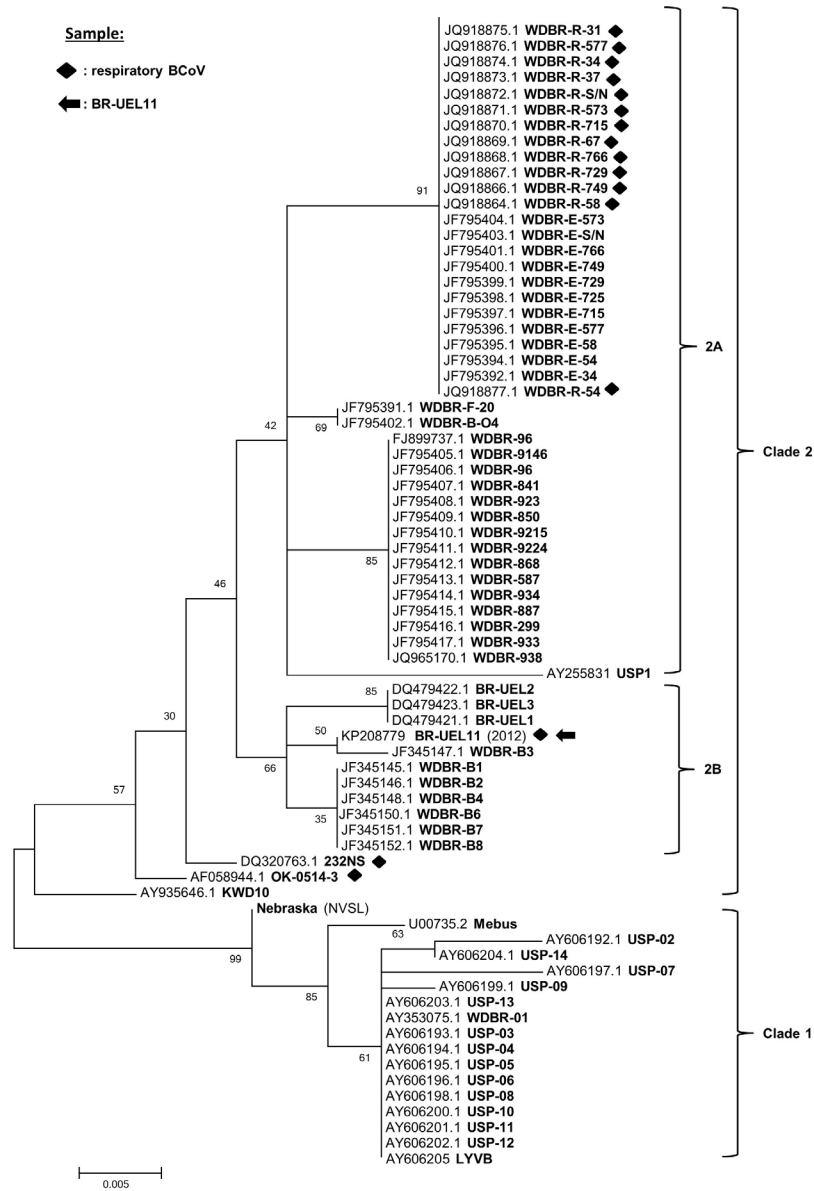 Sample:
: respiratory BCoV
: BR-UEL11
JQ918875.1 WDBR-R-31
JQ918876.1 WDBR-R-577
JQ918874.1 WDBR-R-34
JQ918873.1 WDBR-R-37
JQ918872.1 WDBR-R-S/N
JQ918871.1 WDBR-R-573
JQ918870.1 WDBR-R-715
JQ918869.1 WDBR-R-67
JQ918868.1 WDBR-R-766
JQ918867.1 WDBR-R-729
JQ918866.1 WDBR-R-749
91
JQ918864.1 WDBR-R-58
JF795404.1 WDBR-E-573
JF795403.1 WDBR-E-S/N
JF795401.1 WDBR-E-766
JF795400.1 WDBR-E-749
JF795399.1 WDBR-E-729
JF795398.1 WDBR-E-725
JF795397.1 WDBR-E-715
JF795396.1 WDBR-E-577
JF795395.1 WDBR-E-58
2A
JF795394.1 WDBR-E-54
JF795392.1 WDBR-E-34
JQ918877.1 WDBR-R-54
JF795391.1 WDBR-F-20
JF795402.1 WDBR-B-O4
42
69
FJ899737.1 WDBR-96
Clade 2
JF795405.1 WDBR-9146
JF795406.1 WDBR-96
JF795407.1 WDBR-841
JF795408.1 WDBR-923
JF795409.1 WDBR-850
JF795410.1 WDBR-9215
JF795411.1 WDBR-9224
85
JF795412.1 WDBR-868
JF795413.1 WDBR-587
46
JF795414.1 WDBR-934
JF795415.1 WDBR-887
JF795416.1 WDBR-299
JF795417.1 WDBR-933
JQ965170.1 WDBR-938
AY255831 USP1
85
DQ479422.1 BR-UEL2
DQ479423.1 BR-UEL3
DQ479421.1 BR-UEL1
30
50
KP208779 BR-UEL11 (2012)
JF345147.1 WDBR-B3
66
JF345145.1 WDBR-B1
2B
JF345146.1 WDBR-B2
57
JF345148.1 WDBR-B4
JF345150.1 WDBR-B6
35
JF345151.1 WDBR-B7
JF345152.1 WDBR-B8
DQ320763.1 232NS
AF058944.1 OK-0514-3
AY935646.1 KWD10
Nebraska (NVSL)
U00735.2 Mebus
63
AY606192.1 USP-02
AY606204.1 USP-14
99
AY606197.1 USP-07
AY606199.1 USP-09
85
AY606203.1 USP-13
AY353075.1 WDBR-01
AY606193.1 USP-03
Clade 1
AY606194.1 USP-04
61
AY606195.1 USP-05
AY606196.1 USP-06
AY606198.1 USP-08
AY606200.1 USP-10
AY606201.1 USP-11
AY606202.1 USP-12
AY606205 LYVB
0.005